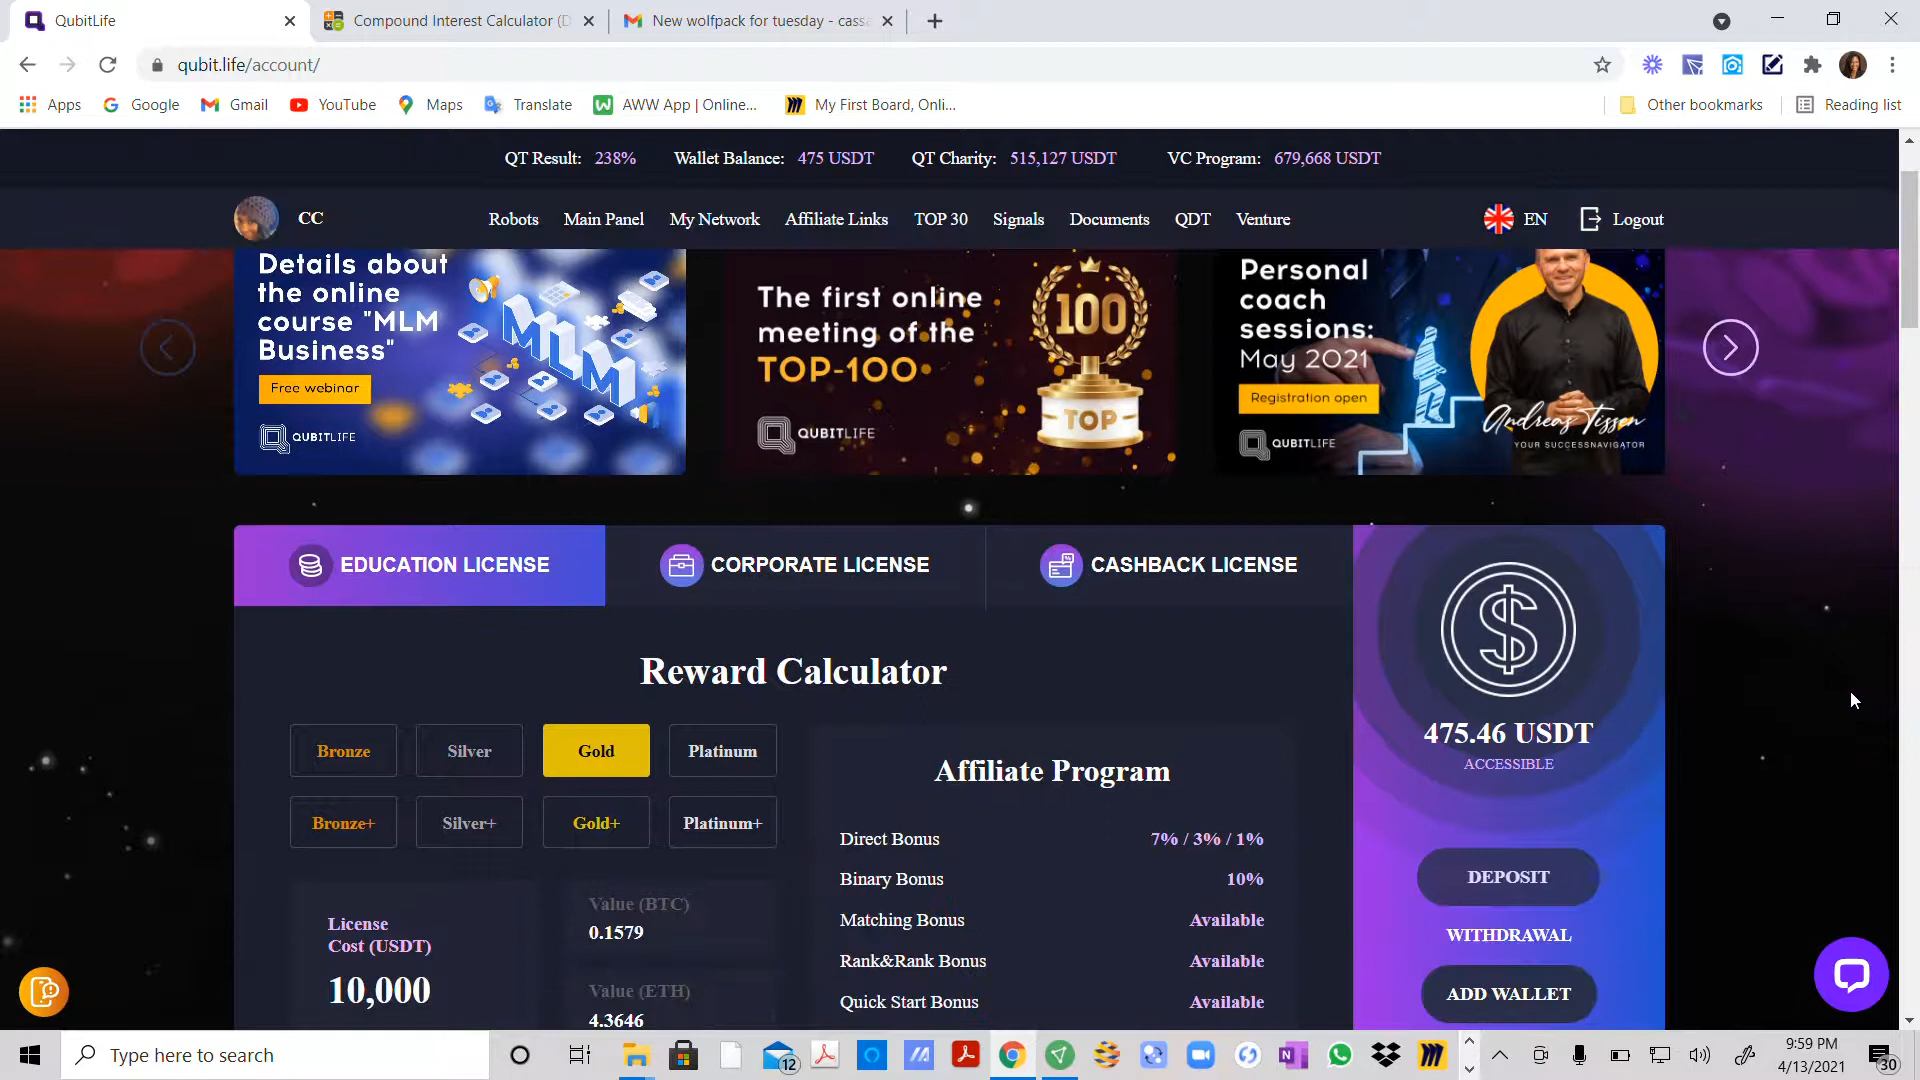 QubitLife
Compound Interest Calculator (D
New wolfpack for tuesday - cassa
qubit.life/account/
Apps
Google
Gmail
YouTube
Maps
Translate
AWW App | Online...
My First Board, Onli...
Other bookmarks
Reading list
QT Result: 238%
Wallet Balance: 475 USDT
QT Charity: 515,127 USDT
VC Program: 679,668 USDT
CC
Robots
Main Panel
My Network
Affiliate Links
TOP 30
Signals
Documents
QDT
Venture
EN
Logout
Details about
the online
course "MLM
Business"
Free webinar
QUBITLIFE
MLM
The first online
meeting of the
TOP-100
QUBITLIFE
100
TOP
Personal
coach
sessions:
May 2021
Registration open
QUBITLIFE
Andreas Tissen
YOUR SUCCESSNAVIGATOR
EDUCATION LICENSE
CORPORATE LICENSE
CASHBACK LICENSE
Reward Calculator
Bronze
Silver
Gold
Platinum
Bronze+
Silver+
Gold+
Platinum+
License
Cost (USDT)
10,000
Value (BTC)
0.1579
Value (ETH)
4.3646
Affiliate Program
Direct Bonus 7% / 3% / 1%
Binary Bonus 10%
Matching Bonus Available
Rank&Rank Bonus Available
Quick Start Bonus Available
$
475.46 USDT
ACCESSIBLE
DEPOSIT
WITHDRAWAL
ADD WALLET
Type here to search
12
9:59 PM
4/13/2021
30